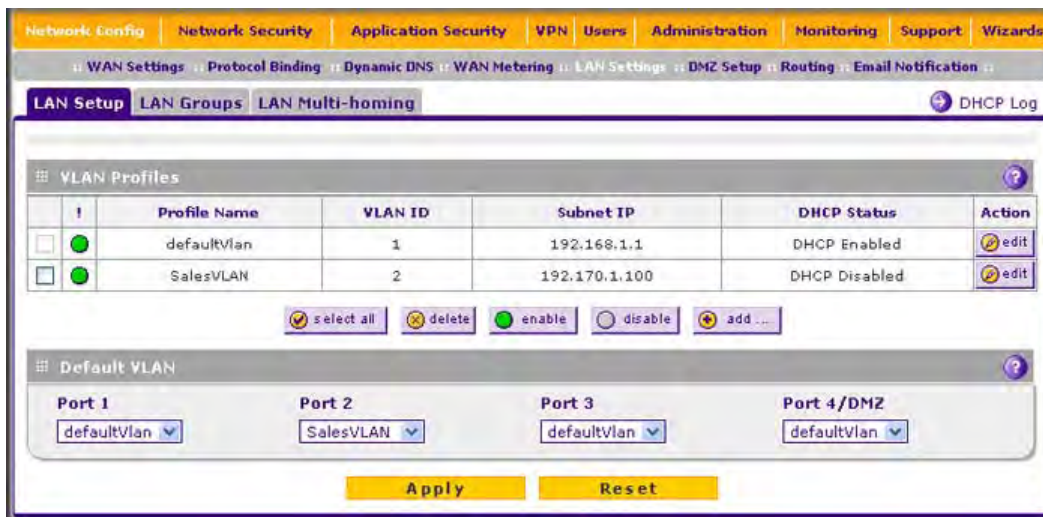 Network Config Network Security Application Security VPN Users Administration Monitoring Support Wizards
:: WAN Settings :: Protocol Binding :: Dynamic DNS :: WAN Metering :: LAN Settings :: DMZ Setup :: Routing :: Email Notification ::
LAN Setup LAN Groups LAN Multi-homing DHCP Log
VLAN Profiles ?
! Profile Name VLAN ID Subnet IP DHCP Status Action
defaultVlan 1 192.168.1.1 DHCP Enabled edit
SalesVLAN 2 192.170.1.100 DHCP Disabled edit
select all delete enable disable add ...
Default VLAN ?
Port 1 Port 2 Port 3 Port 4/DMZ
defaultVlan SalesVLAN defaultVlan defaultVlan
Apply Reset